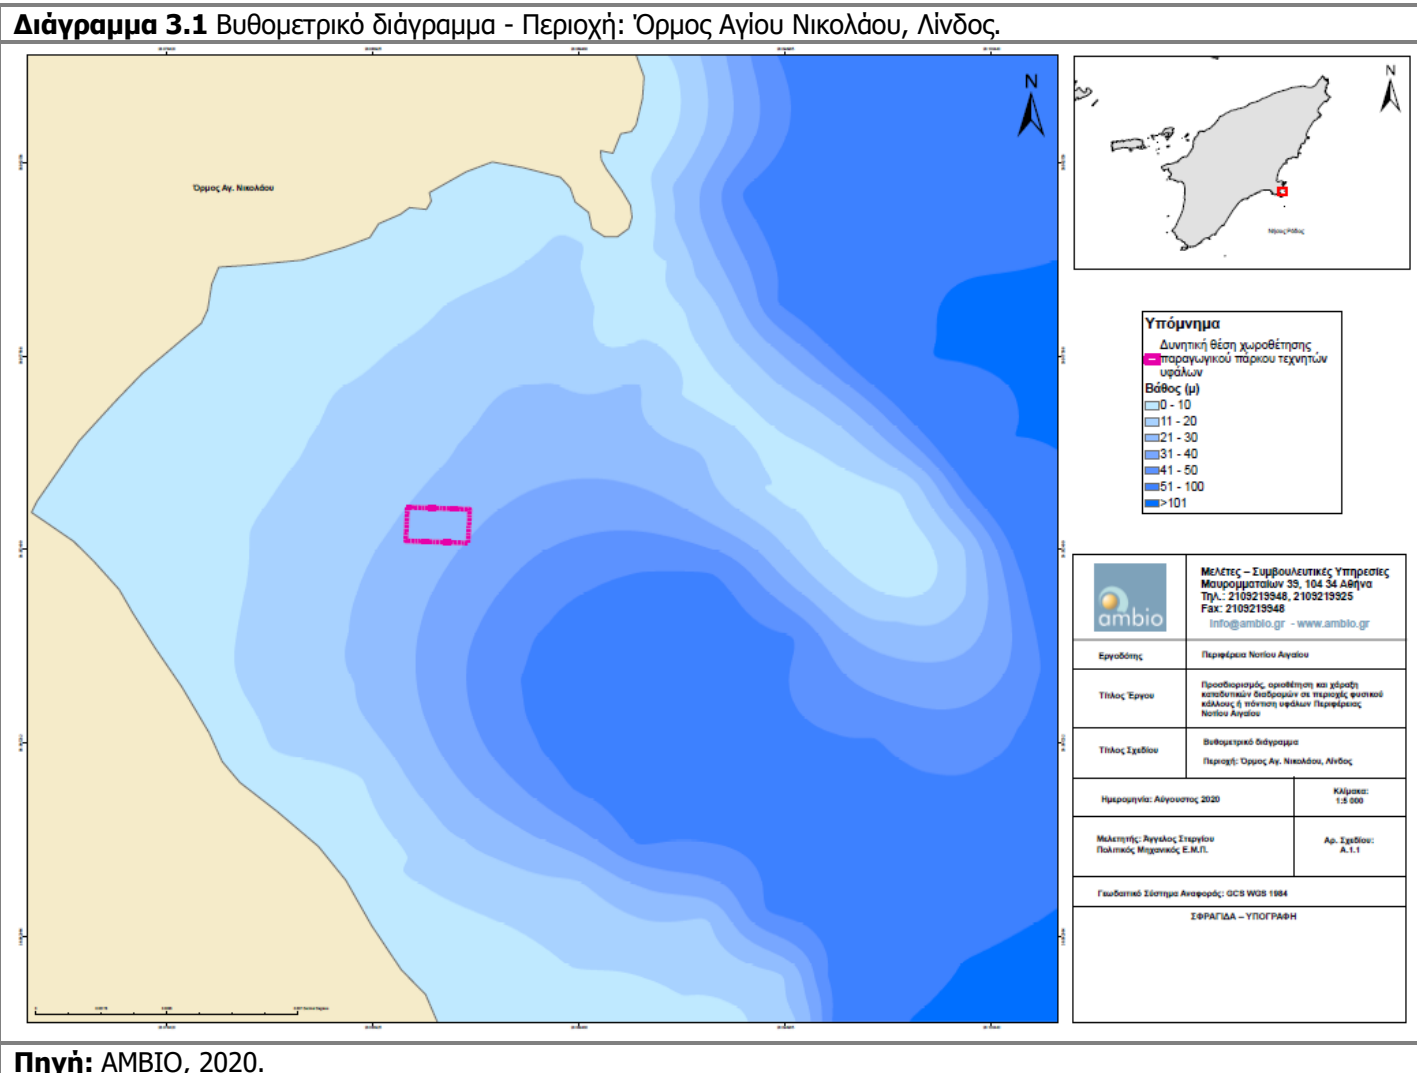 Διάγραμμα 3.1 Βυθομετρικό διάγραμμα - Περιοχή: Όρμος Αγίου Νικολάου, Λίνδος.
Όρμος Αγ. Νικολάου
N
N
Νήσος Ρόδος
Υπόμνημα
Δυνητική θέση χωροθέτησης
παραγωγικού πάρκου τεχνητών
υφάλων
Βάθος (μ)
0 - 10
11 - 20
21 - 30
31 - 40
41 - 50
51 - 100
>101
ambio
Μελέτες – Συμβουλευτικές Υπηρεσίες
Μαυρομματαίων 39, 104 34 Αθήνα
Τηλ.: 2109219948, 2109219925
Fax: 2109219948
info@ambio.gr - www.ambio.gr
Εργοδότης
Περιφέρεια Νοτίου Αιγαίου
Τίτλος Έργου
Προσδιορισμός, οριοθέτηση και χάραξη
καταδυτικών διαδρομών σε περιοχές φυσικού
κάλλους ή πόντιση υφάλων Περιφέρειας
Νοτίου Αιγαίου
Τίτλος Σχεδίου
Βυθομετρικό διάγραμμα
Περιοχή: Όρμος Αγ. Νικολάου, Λίνδος
Ημερομηνία: Αύγουστος 2020
Κλίμακα:
1:5 000
Μελετητής: Άγγελος Στεργίου
Πολιτικός Μηχανικός Ε.Μ.Π.
Αρ. Σχεδίου:
Α.1.1
Γεωδαιτικό Σύστημα Αναφοράς: GCS WGS 1984
ΣΦΡΑΓΙΔΑ – ΥΠΟΓΡΑΦΗ
Πηγή: ΑΜΒΙΟ, 2020.